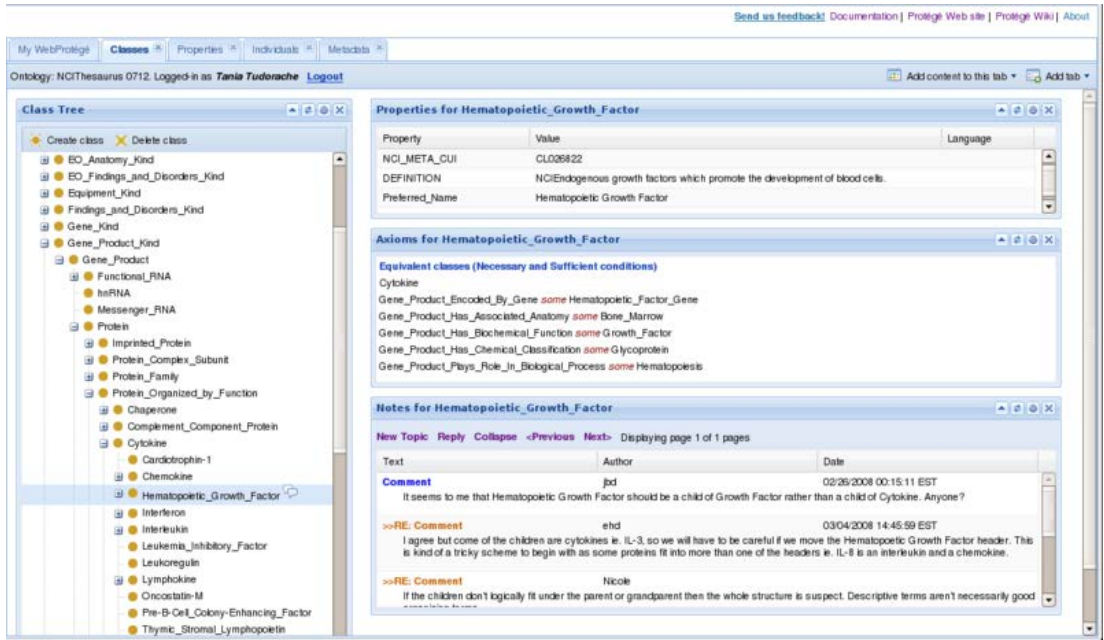 Send us feedback! Documentation | Protégé Web site | Protégé Wiki | About
My WebProtégé Classes Properties Individuals Metadata
Ontology: NCIThesaurus 0712. Logged-in as Tania Tudorache Logout Add content to this tab Add tab
Class Tree
Create class Delete class
EO_Anatomy_Kind
EO_Findings_and_Disorders_Kind
Equipment_Kind
Findings_and_Disorders_Kind
Gene_Kind
Gene_Product_Kind
Gene_Product
Functional_RNA
hnRNA
Messenger_RNA
Protein
Imprinted_Protein
Protein_Complex_Subunit
Protein_Family
Protein_Organized_by_Function
Chaperone
Complement_Component_Protein
Cytokine
Cardiotrophin-1
Chemokine
Hematopoietic_Growth_Factor
Interferon
Interleukin
Leukemia_Inhibitory_Factor
Leukoregulin
Lymphokine
Oncostatin-M
Pre-B-Cell_Colony-Enhancing_Factor
Thymic_Stromal_Lymphopoietin
Properties for Hematopoietic_Growth_Factor
Property Value Language
NCI_META_CUI CL026822
DEFINITION NCIEndogenous growth factors which promote the development of blood cells.
Preferred_Name Hematopoietic Growth Factor
Axioms for Hematopoietic_Growth_Factor
Equivalent classes (Necessary and Sufficient conditions)
Cytokine
Gene_Product_Encoded_By_Gene some Hematopoietic_Factor_Gene
Gene_Product_Has_Associated_Anatomy some Bone_Marrow
Gene_Product_Has_Biochemical_Function some Growth_Factor
Gene_Product_Has_Chemical_Classification some Glycoprotein
Gene_Product_Plays_Role_In_Biological_Process some Hematopoiesis
Notes for Hematopoietic_Growth_Factor
New Topic Reply Collapse <Previous Next> Displaying page 1 of 1 pages
Text Author Date
Comment jbd 02/26/2008 00:15:11 EST
It seems to me that Hematopoietic Growth Factor should be a child of Growth Factor rather than a child of Cytokine. Anyone?
>>RE: Comment ehd 03/04/2008 14:45:59 EST
I agree but come of the children are cytokines ie. IL-3, so we will have to be careful if we move the Hematopoetic Growth Factor header. This
is kind of a tricky scheme to begin with as some proteins fit into more than one of the headers ie. IL-8 is an interleukin and a chemokine.
>>RE: Comment Nicole
If the children don't logically fit under the parent or grandparent then the whole structure is suspect. Descriptive terms aren't necessarily good